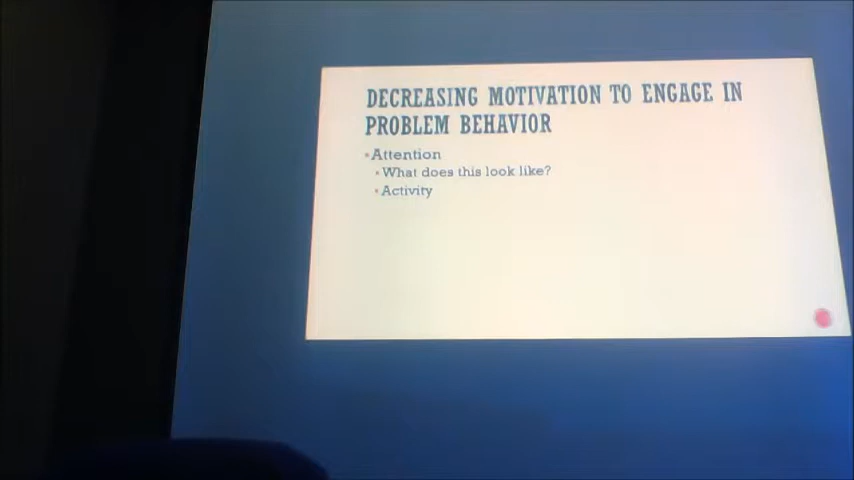 DECREASING MOTIVATION TO ENGAGE IN
PROBLEM BEHAVIOR
•Attention
•What does this look like?
•Activity